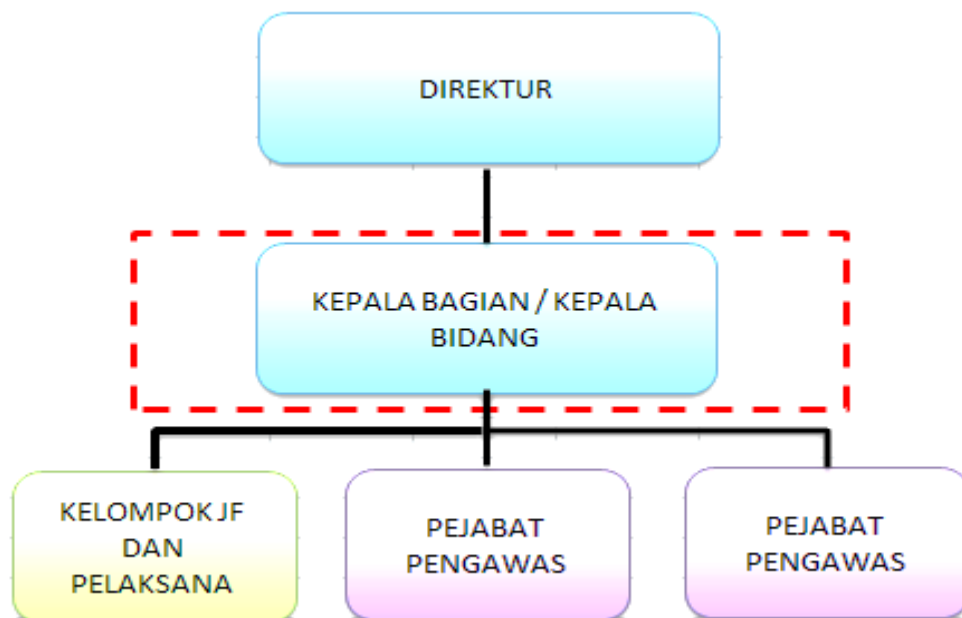 DIREKTUR
KEPALA BAGIAN / KEPALA
BIDANG
KELOMPOK JF
DAN
PELAKSANA
PEJABAT
PENGAWAS
PEJABAT
PENGAWAS